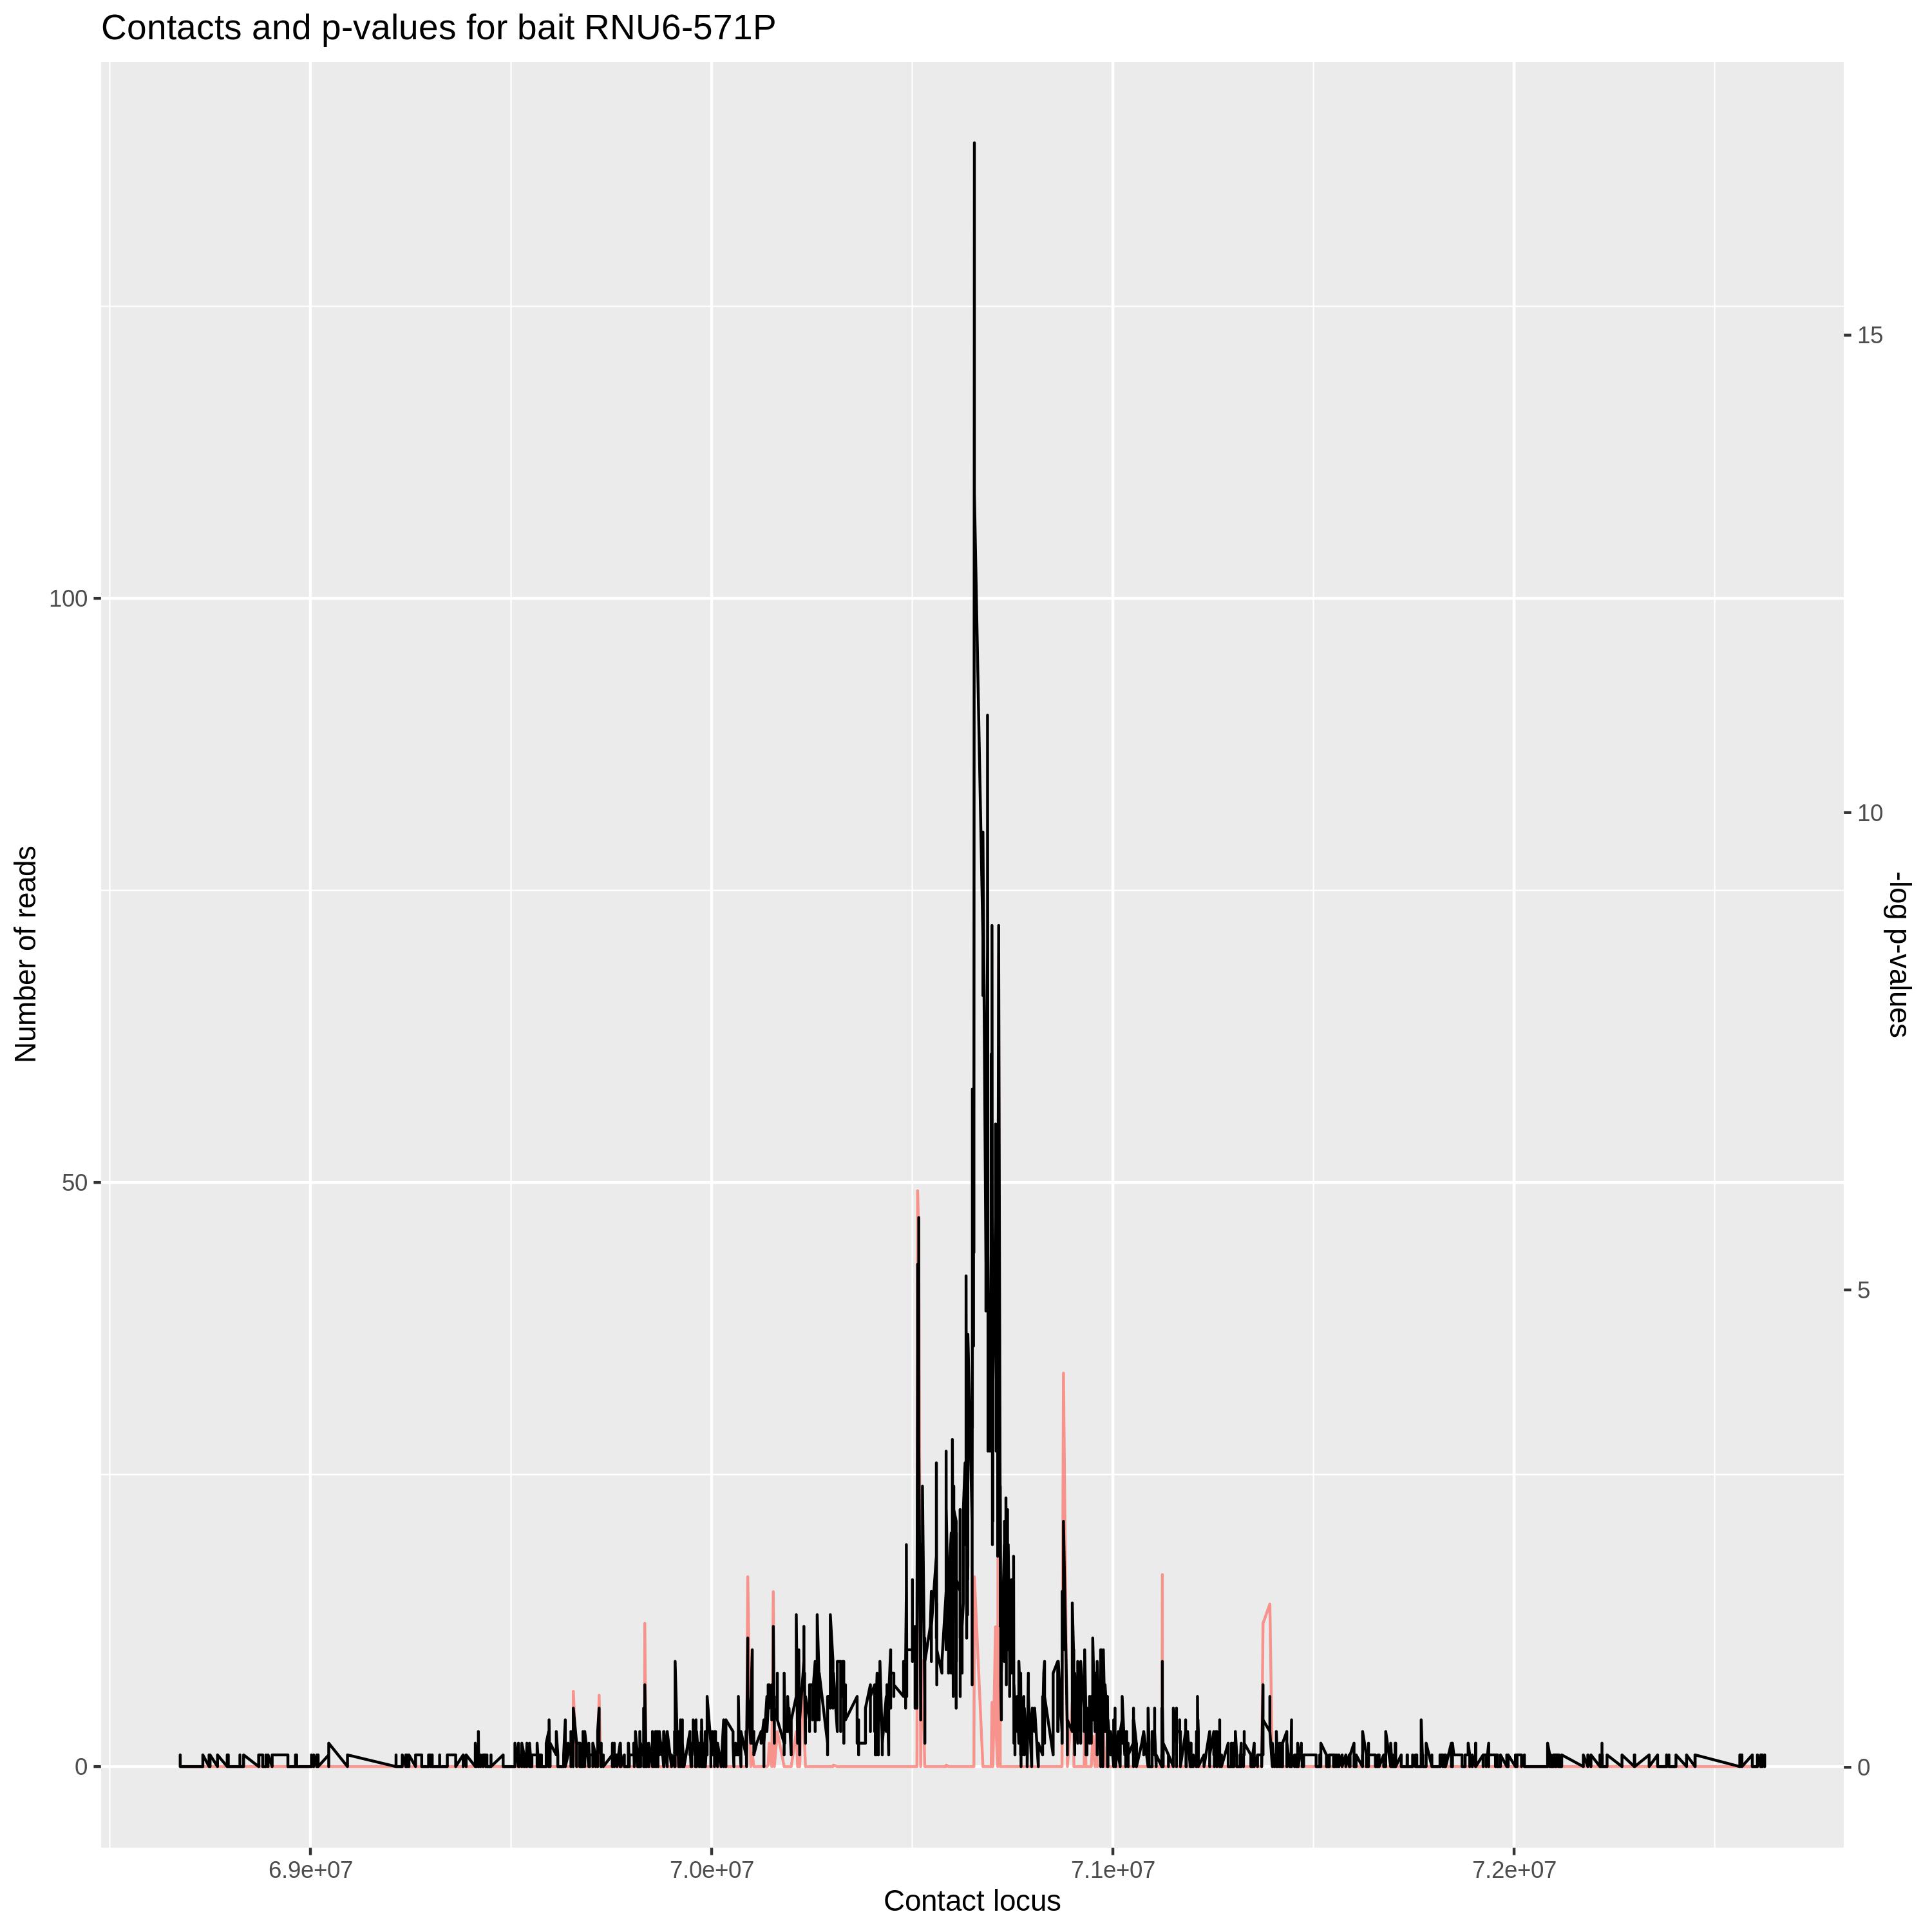 Contacts and p-values for bait RNU6-571P
Number of reads
100
50
0
15
10
5
0
-log p-values
6.9e+07
7.0e+07
7.1e+07
7.2e+07
Contact locus